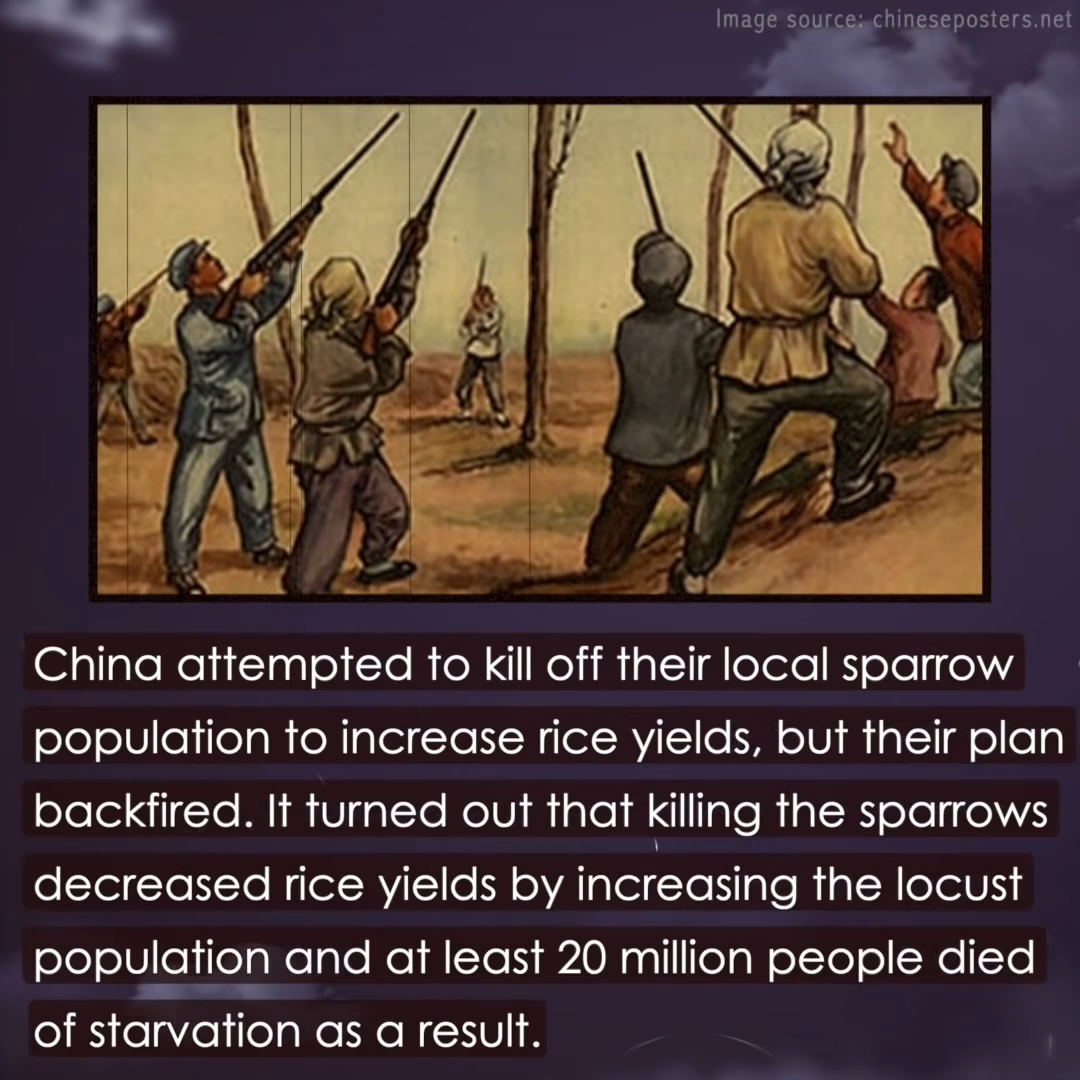 Image source: chineseposters.net
China attempted to kill off their local sparrow
population to increase rice yields, but their plan
backfired. It turned out that killing the sparrows
decreased rice yields by increasing the locust
population and at least 20 million people died
of starvation as a result.